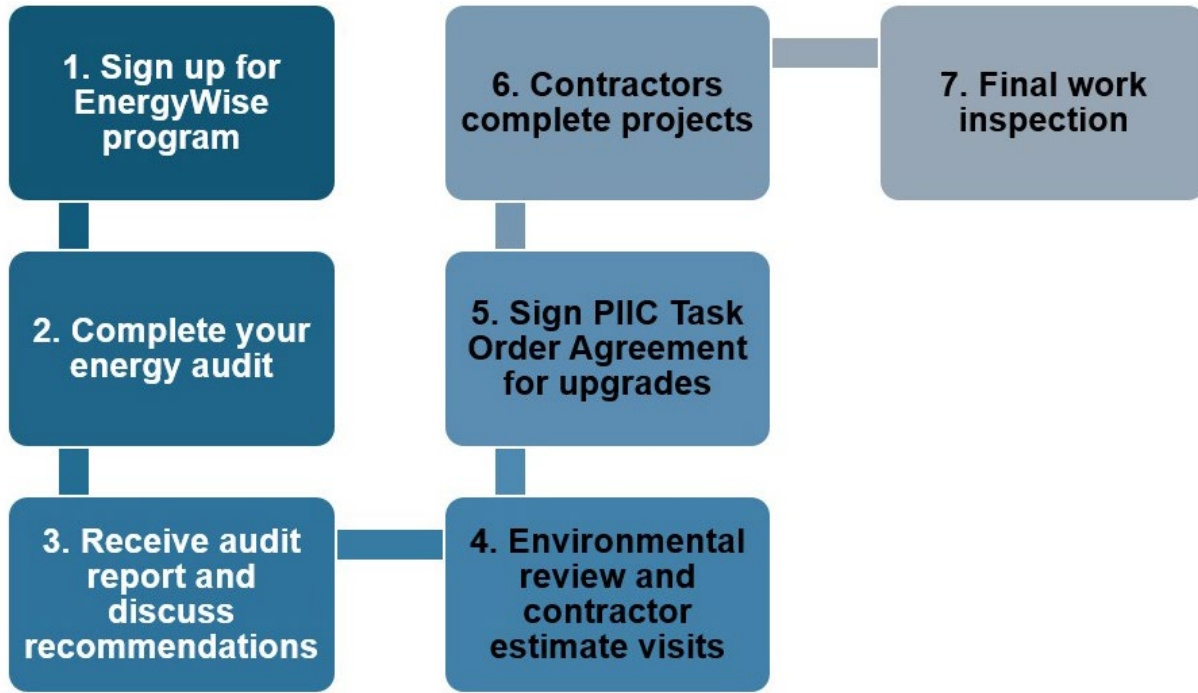 1. Sign up for
EnergyWise
program
2. Complete your
energy audit
3. Receive audit
report and
discuss
recommendations
4. Environmental
review and
contractor
estimate visits
5. Sign PIIC Task
Order Agreement
for upgrades
6. Contractors
complete projects
7. Final work
inspection